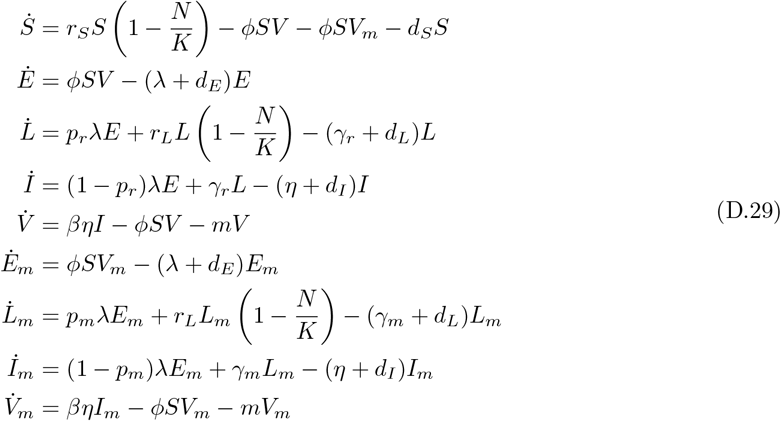 Ṡ = r_S S (1 − N/K) − ϕSV − ϕSV_m − d_S S
Ė = ϕSV − (λ + d_E)E
L̇ = p_r λE + r_L L (1 − N/K) − (γ_r + d_L)L
İ = (1 − p_r)λE + γ_r L − (η + d_I)I
V̇ = βηI − ϕSV − mV
(D.29)
Ė_m = ϕSV_m − (λ + d_E)E_m
L̇_m = p_m λE_m + r_L L_m (1 − N/K) − (γ_m + d_L)L_m
İ_m = (1 − p_m)λE_m + γ_m L_m − (η + d_I)I_m
V̇_m = βηI_m − ϕSV_m − mV_m